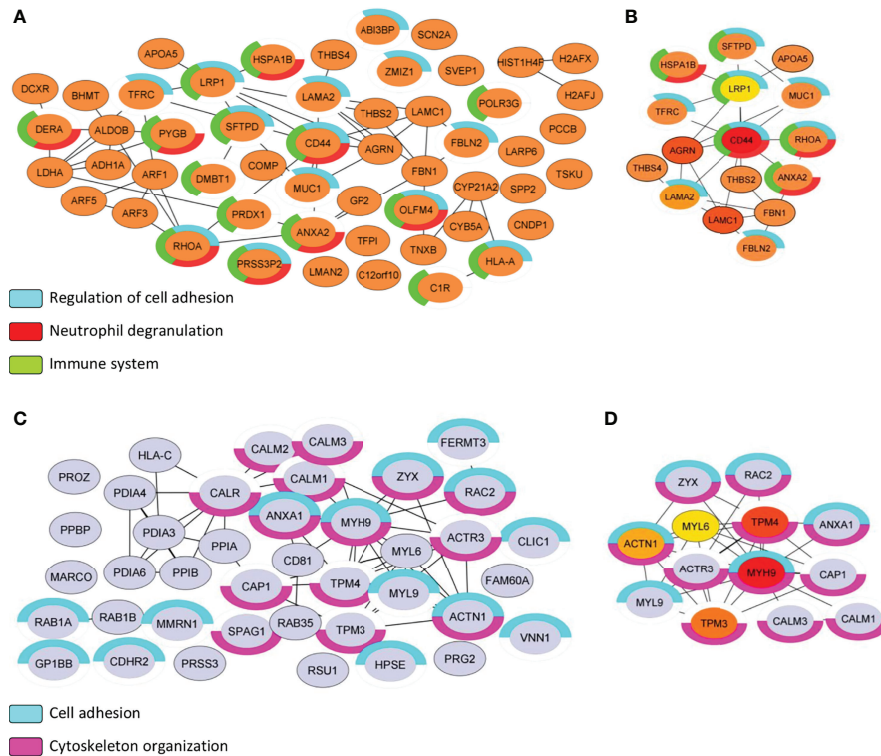 A
B
ABI3BP
SCN2A
APOA5
HSPA1B
THBS4
HIST1H4F
H2AFX
LRP1
ZMIZ1
SVEP1
DCXR
BHMT
TFRC
LAMA2
H2AFJ
POLR3G
THBS2
LAMC1
DERA
ALDOB
PYGB
SFTPD
CD44
FBLN2
PCCB
AGRN
LARP6
LDHA
ADH1A
ARF1
COMP
DMBT1
FBN1
TSKU
MUC1
CYP21A2
SPP2
ARF5
ARF3
PRDX1
GF2
OLFM4
CYB5A
CNDP1
RHOA
ANXA2
TFPI
TNXB
PRSS3P2
LMAN2
C12orf10
HLA-A
C1R
SFTPD
HSPA1B
APOA5
LRP1
TFRC
MUC1
AGRN
CD44
RHOA
THBS4
THBS2
ANXA2
LAMA2
LAMC1
FBN1
FBLN2
Regulation of cell adhesion
Neutrophil degranulation
Immune system
C
D
HLA-C
CALM2
CALM3
FERMT3
PROZ
PDIA4
CALR
CALM1
ZYX
RAC2
PPBP
PDIA3
ANXA1
MYH9
PPIA
ACTR3
CLIC1
MYL6
CD81
MARCO
PDIA6
PPIB
FAM60A
CAP1
TPM4
MYL9
RAB1A
RAB1B
MMRN1
SPAG1
RAB35
TPM3
ACTN1
VNN1
GP1BB
CDHR2
PRSS3
RSU1
HPSE
PRG2
ZYX
RAC2
ACTN1
MYL6
TPM4
ANXA1
ACTR3
MYH9
CAP1
MYL9
TPM3
CALM3
CALM1
Cell adhesion
Cytoskeleton organization